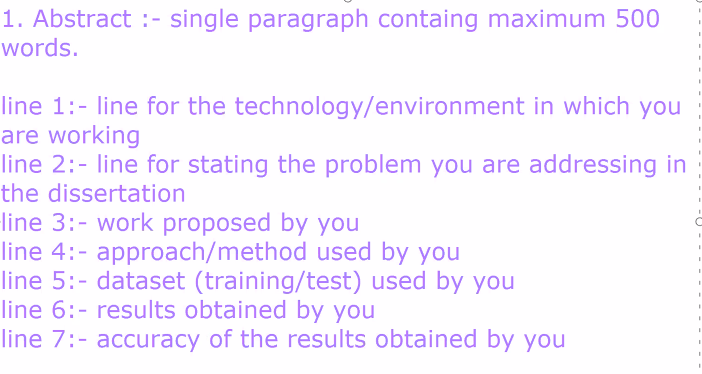 1. Abstract :- single paragraph containg maximum 500
words.
line 1:- line for the technology/environment in which you
are working
line 2:- line for stating the problem you are addressing in
the dissertation
line 3:- work proposed by you
line 4:- approach/method used by you
line 5:- dataset (training/test) used by you
line 6:- results obtained by you
line 7:- accuracy of the results obtained by you